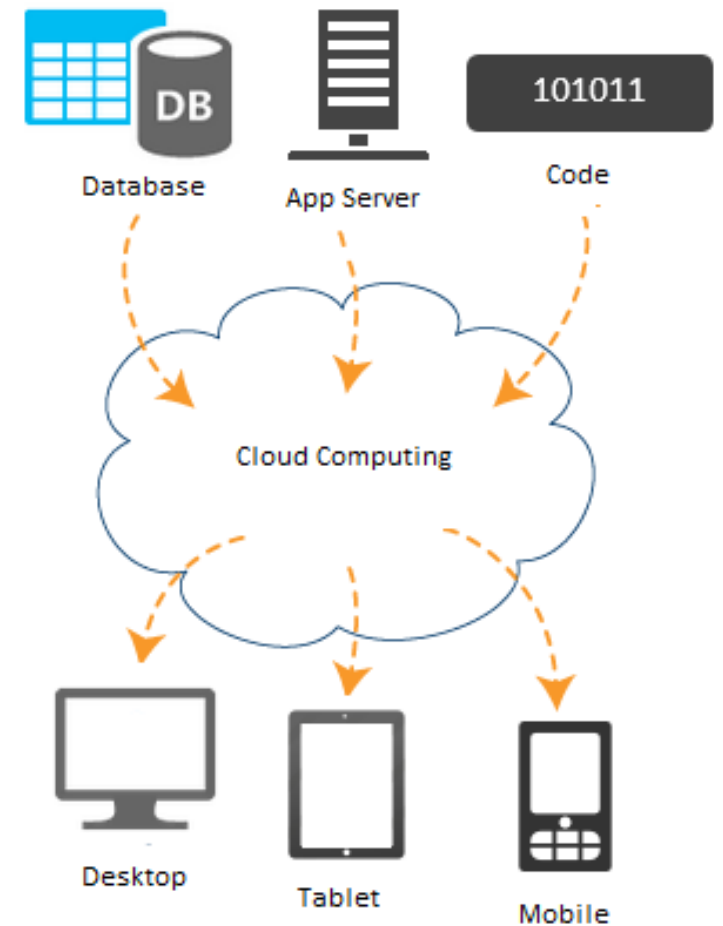 DB
101011
Database
App Server
Code
Cloud Computing
Desktop
Tablet
Mobile